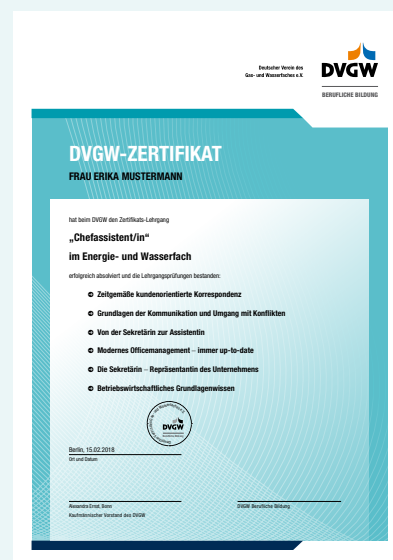 Deutscher Verein des
Gas- und Wasserfaches e.V.
DVGW
BERUFLICHE BILDUNG
DVGW-ZERTIFIKAT
FRAU ERIKA MUSTERMANN
hat beim DVGW den Zertifikats-Lehrgang
„Chefassistent/in“
im Energie- und Wasserfach
erfolgreich absolviert und die Lehrgangsprüfungen bestanden:
Zeitgemäße kundenorientierte Korrespondenz
Grundlagen der Kommunikation und Umgang mit Konflikten
Von der Sekretärin zur Assistentin
Modernes Officemanagement – immer up-to-date
Die Sekretärin – Repräsentantin des Unternehmens
Betriebswirtschaftliches Grundlagenwissen
DVGW
Berlin, 15.02.2018
Ort und Datum
Alexandra Ernst, Bonn
Kaufmännischer Vorstand des DVGW
DVGW Berufliche Bildung